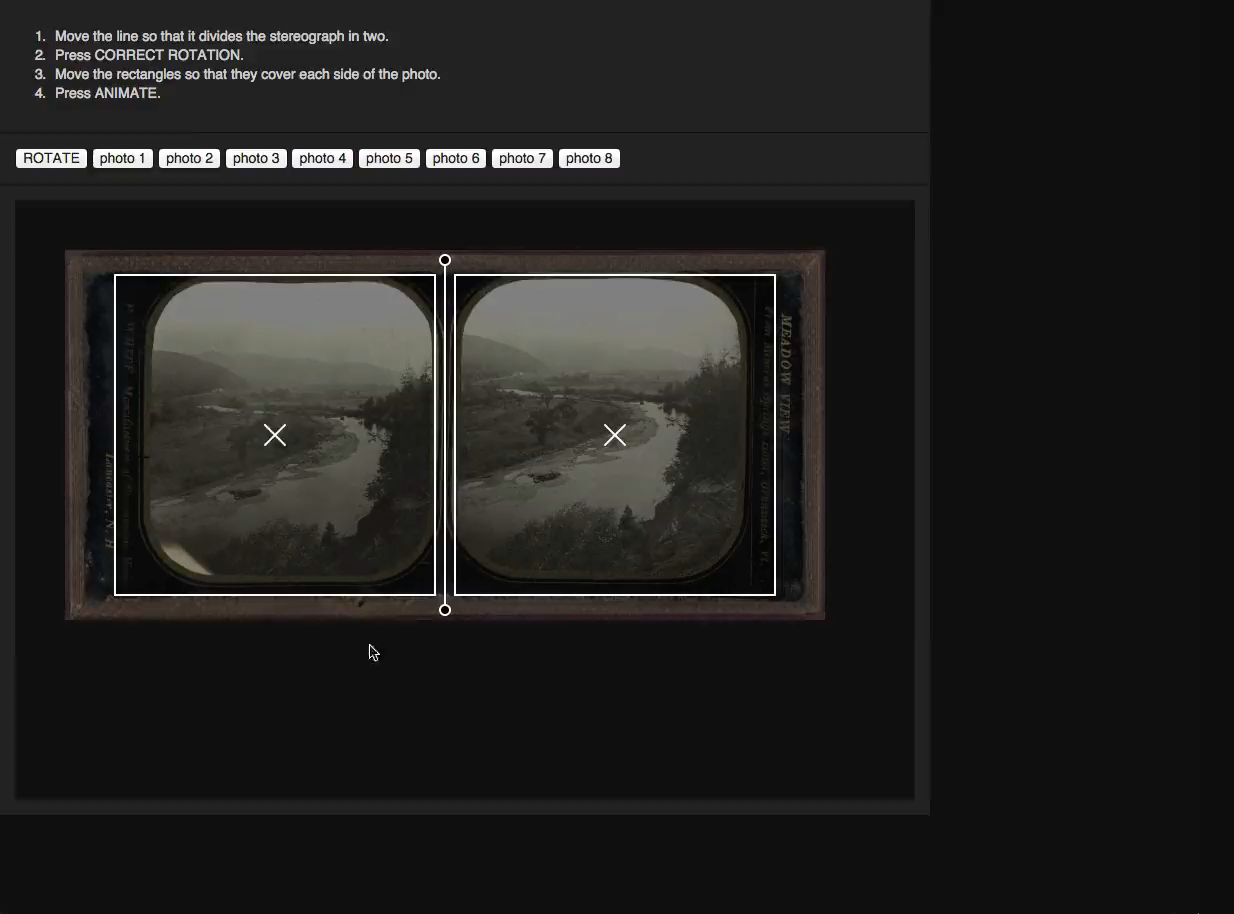 1. Move the line so that it divides the stereograph in two.
2. Press CORRECT ROTATION.
3. Move the rectangles so that they cover each side of the photo.
4. Press ANIMATE.
ROTATE photo 1 photo 2 photo 3 photo 4 photo 5 photo 6 photo 7 photo 8
Lancaster, N. H
MEADOW VIEW